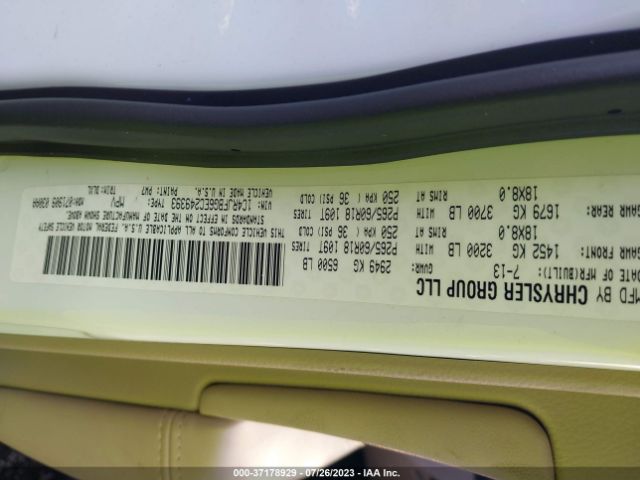 MFD BY CHRYSLER GROUP LLC
DATE OF MFR(BUILT): 7-13 GVWR: 2949 KG 6500 LB
GAWR FRONT: 1452 KG 3200 LB WITH P265/60R18 109T TIRES
18X8.0 RIMS AT 250 KPA 36 PSI COLD
GAWR REAR: 1679 KG 3700 LB WITH P265/60R18 109T TIRES
18X8.0 RIMS AT 250 KPA 36 PSI COLD
THIS VEHICLE CONFORMS TO ALL APPLICABLE U.S.A. FEDERAL MOTOR VEHICLE SAFETY
STANDARDS IN EFFECT ON THE DATE OF MANUFACTURE SHOWN ABOVE.
VIN: 1C4RJFBG6EC249393 TYPE: MPV
VEHICLE MADE IN U.S.A. PAINT: PW7 TRIM:
000-37178929 07/26/2023 IAA Inc.